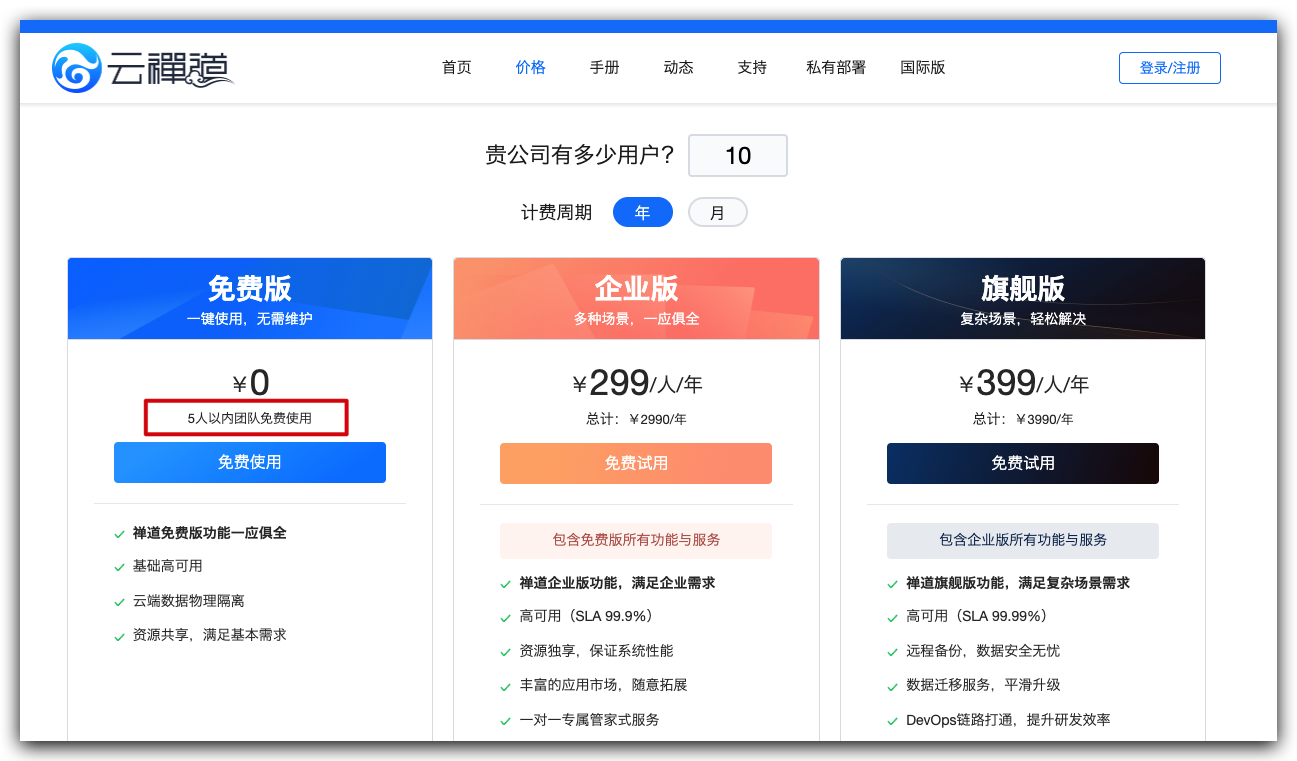 云禅道
首页 价格 手册 动态 支持 私有部署 国际版 登录/注册
贵公司有多少用户? 10
计费周期 年 月
免费版
一键使用，无需维护
¥0
5人以内团队免费使用
免费使用
禅道免费版功能一应俱全
基础高可用
云端数据物理隔离
资源共享，满足基本需求
企业版
多种场景，一应俱全
¥299/人/年
总计：¥2990/年
免费试用
包含免费版所有功能与服务
禅道企业版功能，满足企业需求
高可用（SLA 99.9%）
资源独享，保证系统性能
丰富的应用市场，随意拓展
一对一专属管家式服务
旗舰版
复杂场景，轻松解决
¥399/人/年
总计：¥3990/年
免费试用
包含企业版所有功能与服务
禅道旗舰版功能，满足复杂场景需求
高可用（SLA 99.99%）
远程备份，数据安全无忧
数据迁移服务，平滑升级
DevOps链路打通，提升研发效率